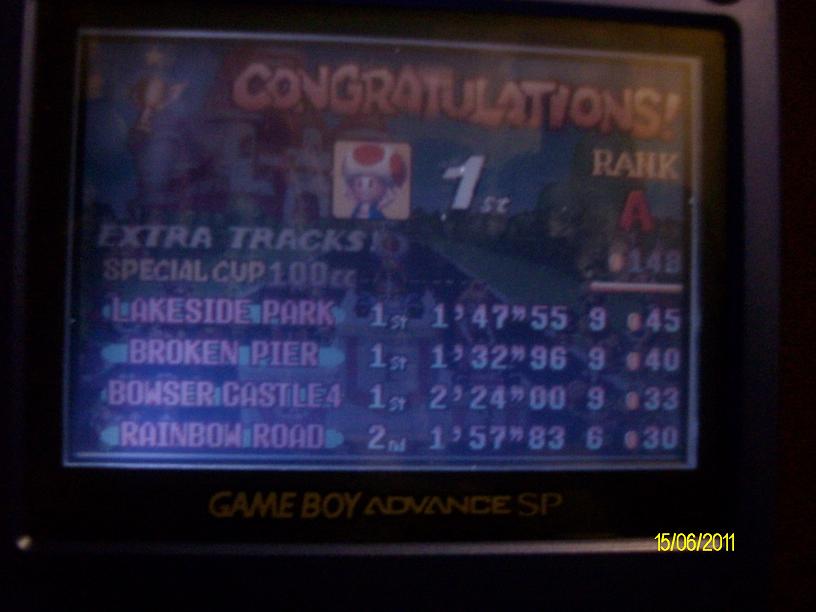 CONGRATULATIONS!
1st
RANK
A
EXTRA TRACKS!
148
SPECIAL CUP 100cc
LAKESIDE PARK 1st 1'47"55 9 45
BROKEN PIER 1st 1'32"96 9 40
BOWSER CASTLE4 1st 2'24"00 9 33
RAINBOW ROAD 2nd 1'57"83 6 30
GAME BOY ADVANCE SP
15/06/2011